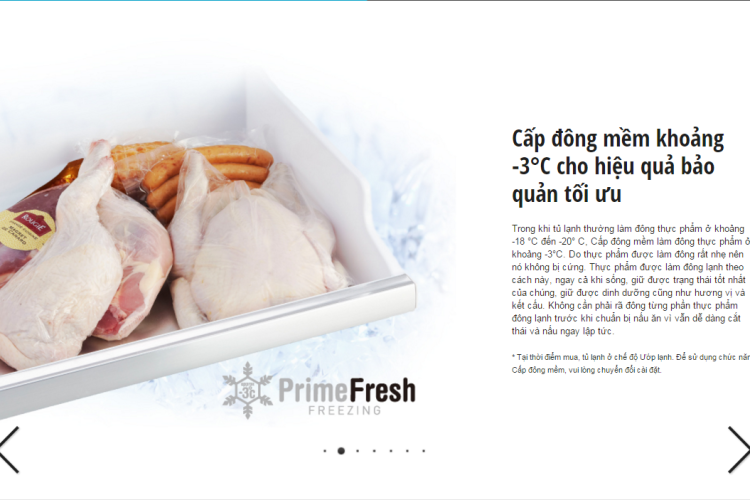 Cấp đông mềm khoảng
-3°C cho hiệu quả bảo
quản tối ưu
Trong khi tủ lạnh thường làm đông thực phẩm ở khoảng
-18 °C đến -20° C, Cấp đông mềm làm đông thực phẩm ở
khoảng -3°C. Do thực phẩm được làm đông rất nhẹ nên
nó không bị cứng. Thực phẩm được làm đông lạnh theo
cách này, ngay cả khi sống, giữ được trạng thái tốt nhất
của chúng, giữ được dinh dưỡng cũng như hương vị và
kết cấu. Không cần phải rã đông từng phần thực phẩm
đông lạnh trước khi chuẩn bị nấu ăn vì vẫn dễ dàng cắt
thái và nấu ngay lập tức.
* Tại thời điểm mua, tủ lạnh ở chế độ Ướp lạnh. Để sử dụng chức năn
Cấp đông mềm, vui lòng chuyển đổi cài đặt.
ROUGIÉ
-3°C
PrimeFresh
FREEZING